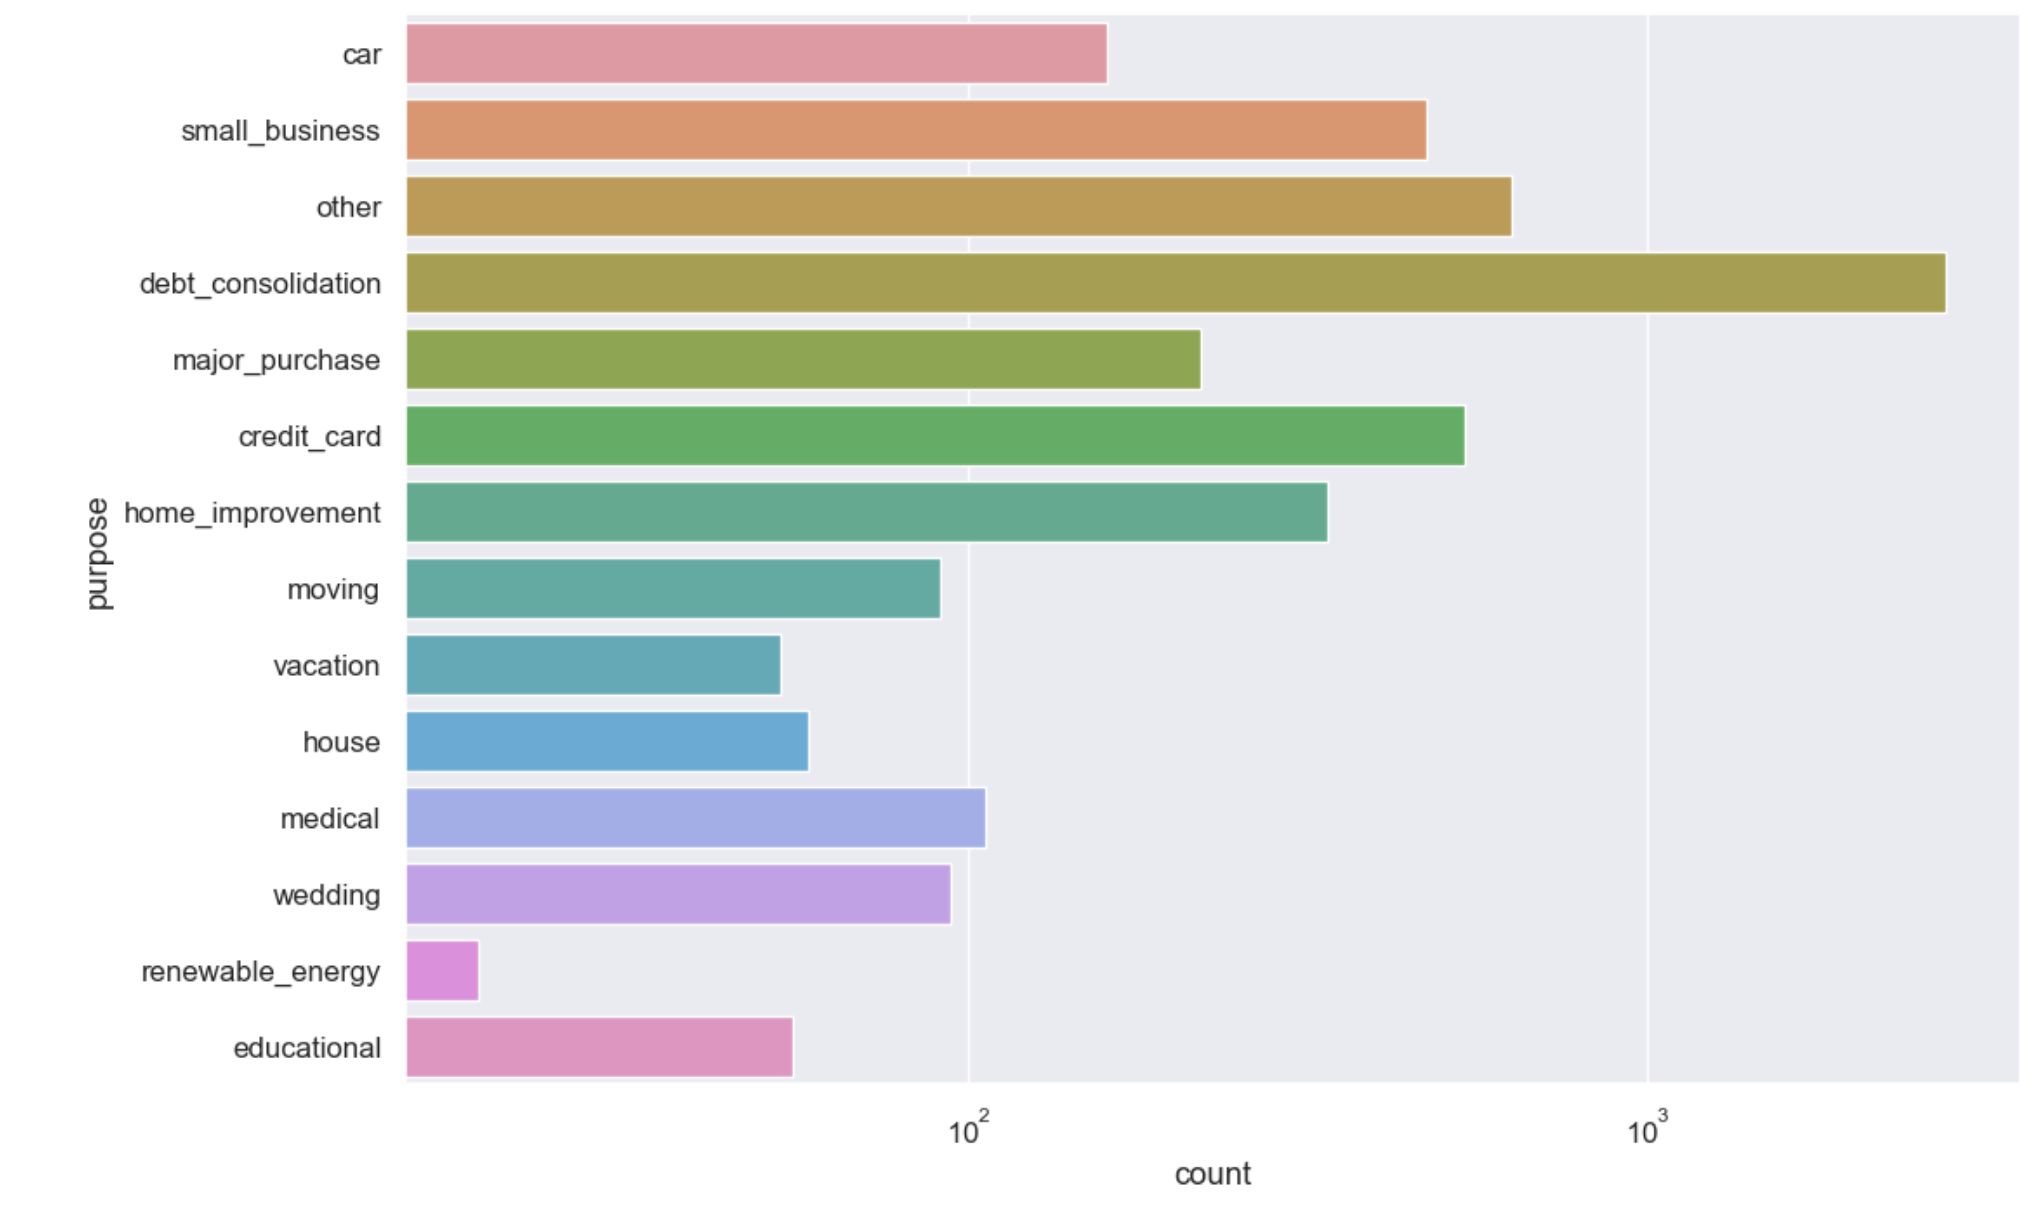 car
small_business
other
debt_consolidation
major_purchase
credit_card
home_improvement
moving
vacation
house
medical
wedding
renewable_energy
educational
purpose
10²
10³
count